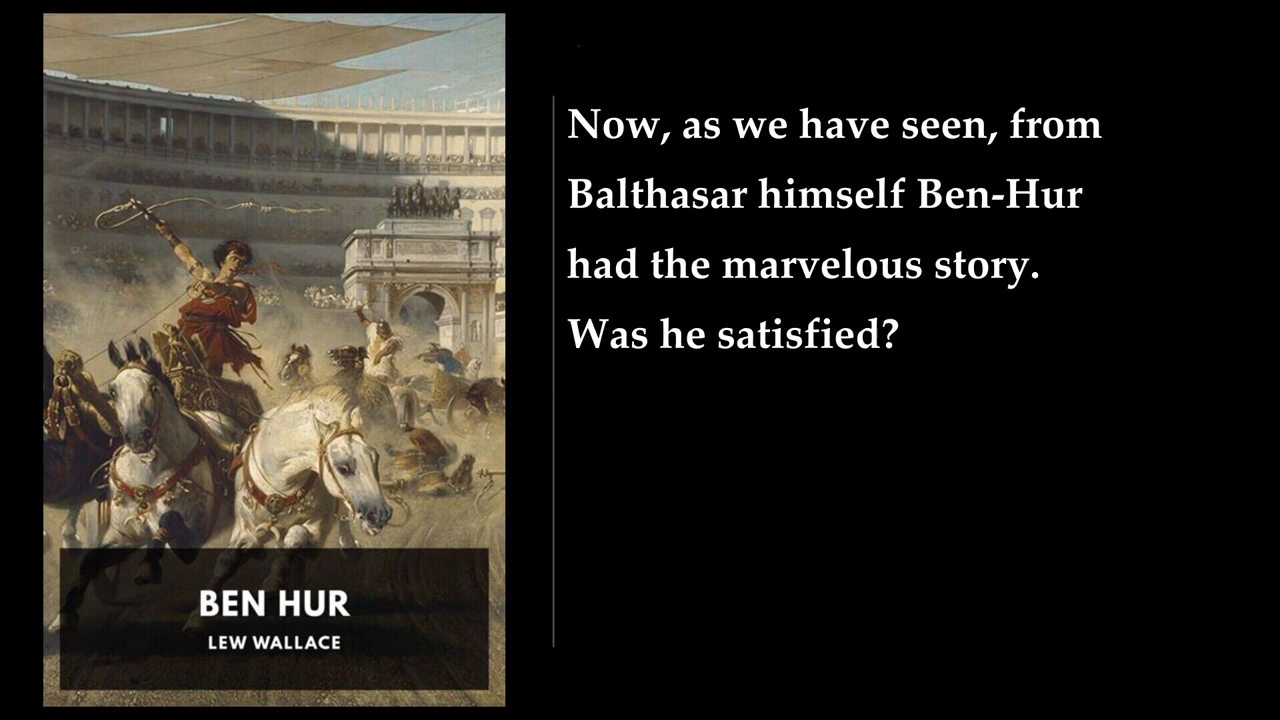 BEN HUR
LEW WALLACE
Now, as we have seen, from
Balthasar himself Ben-Hur
had the marvelous story.
Was he satisfied?